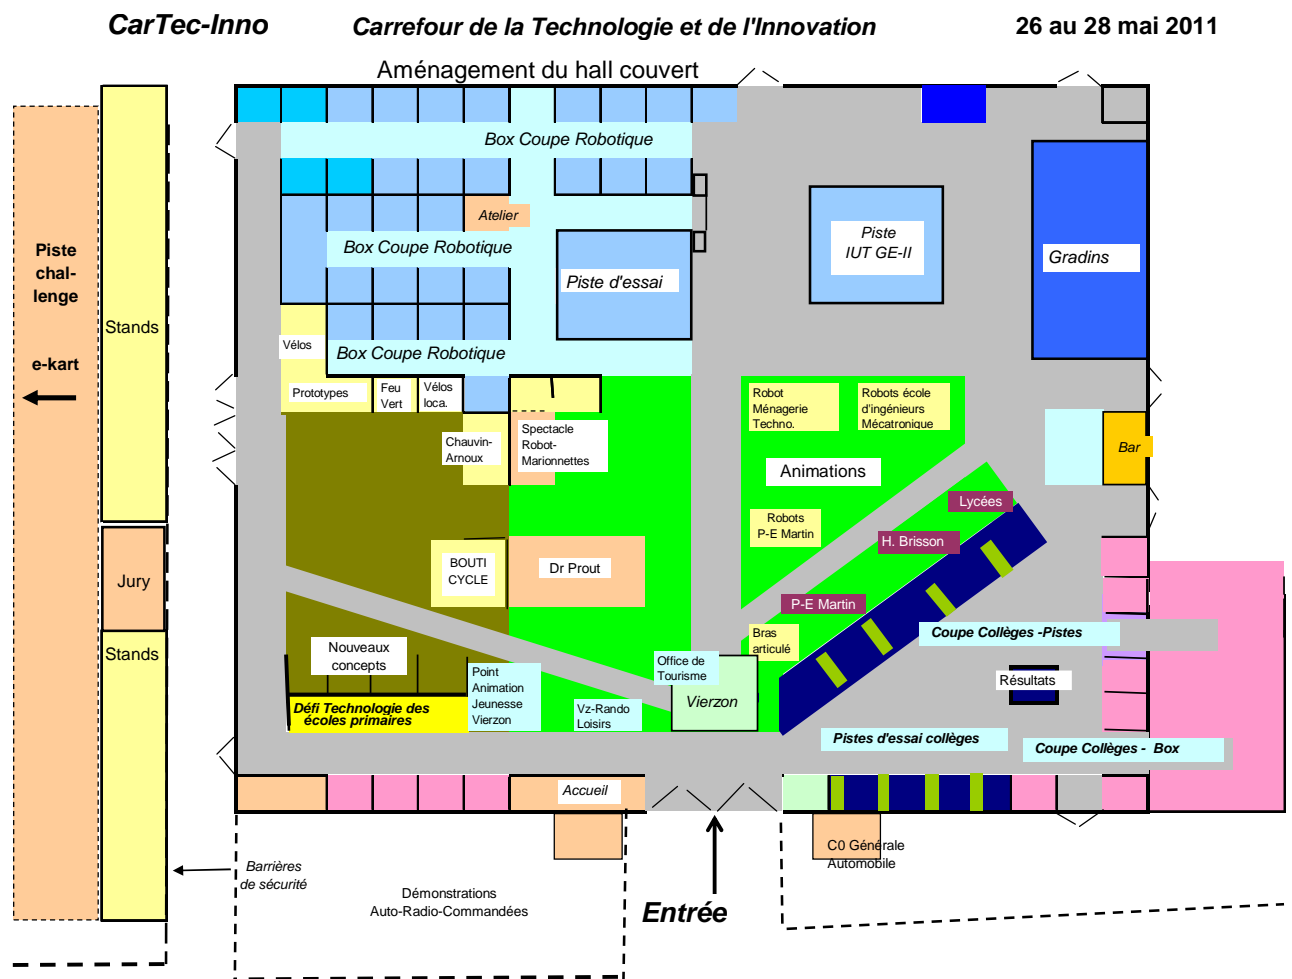 CarTec-Inno
Carrefour de la Technologie et de l'Innovation
26 au 28 mai 2011
Aménagement du hall couvert
Box Coupe Robotique
Atelier
Box Coupe Robotique
Piste d'essai
Box Coupe Robotique
Piste
IUT GE-II
Gradins
Piste
chal-
lenge
e-kart
Stands
Jury
Stands
Vélos
Prototypes
Feu
Vert
Vélos
loca.
Chauvin-
Arnoux
Spectacle
Robot-
Marionnettes
Robot
Ménagerie
Techno.
Robots école
d'ingénieurs
Mécatronique
Animations
Bar
Lycées
Robots
P-E Martin
H. Brisson
BOUTI
CYCLE
Dr Prout
P-E Martin
Bras
articulé
Coupe Collèges -Pistes
Nouveaux
concepts
Office de
Tourisme
Point
Animation
Jeunesse
Vierzon
Résultats
Vierzon
Défi Technologie des
écoles primaires
Vz-Rando
Loisirs
Pistes d'essai collèges
Coupe Collèges - Box
Accueil
C0 Générale
Automobile
Barrières
de sécurité
Démonstrations
Auto-Radio-Commandées
Entrée